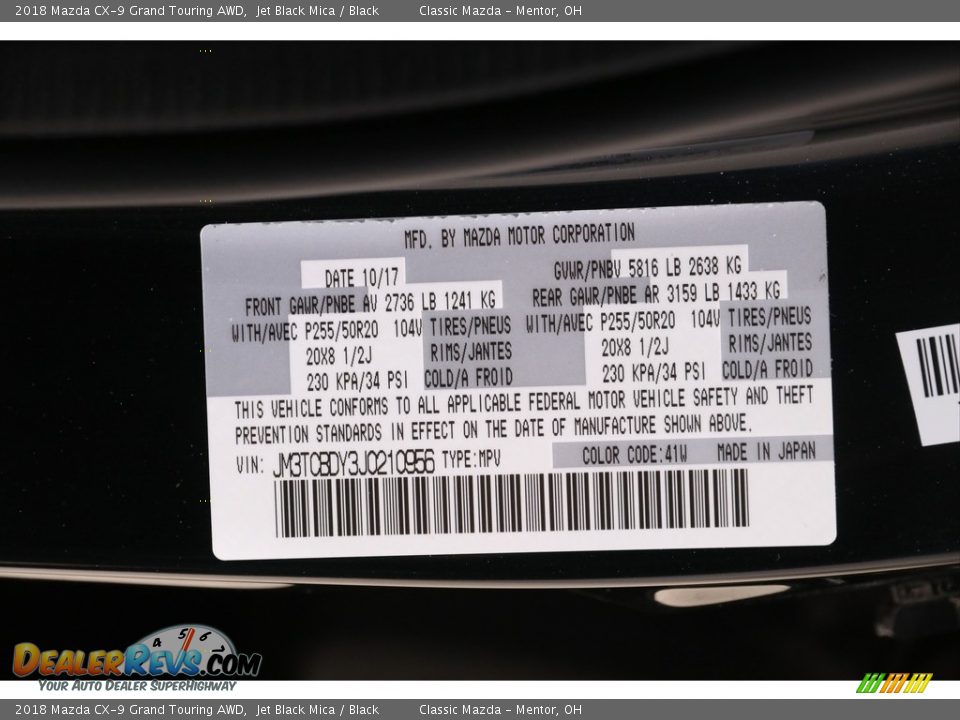 2018 Mazda CX-9 Grand Touring AWD, Jet Black Mica / Black Classic Mazda - Mentor, OH
MFD. BY MAZDA MOTOR CORPORATION
DATE 10/17 GVWR/PNBV 5816 LB 2638 KG
FRONT GAWR/PNBE AV 2736 LB 1241 KG REAR GAWR/PNBE AR 3159 LB 1433 KG
WITH/AVEC P255/50R20 104V TIRES/PNEUS WITH/AVEC P255/50R20 104V TIRES/PNEUS
20X8 1/2J RIMS/JANTES 20X8 1/2J RIMS/JANTES
230 KPA/34 PSI COLD/A FROID 230 KPA/34 PSI COLD/A FROID
THIS VEHICLE CONFORMS TO ALL APPLICABLE FEDERAL MOTOR VEHICLE SAFETY AND THEFT
PREVENTION STANDARDS IN EFFECT ON THE DATE OF MANUFACTURE SHOWN ABOVE.
VIN: JM3TCBDY3J0210956 TYPE:MPV COLOR CODE:41W MADE IN JAPAN
4 5 6 7
DealerRevs.com
Your Auto Dealer SuperHighway
2018 Mazda CX-9 Grand Touring AWD, Jet Black Mica / Black Classic Mazda - Mentor, OH